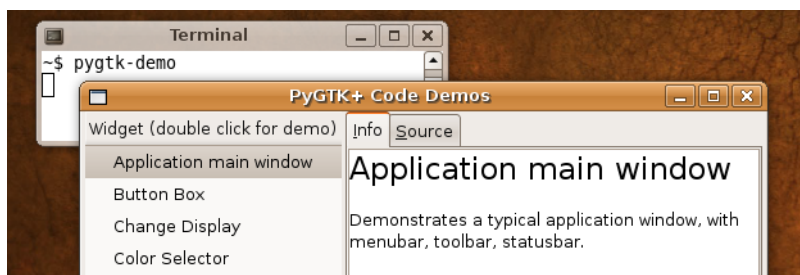 Terminal
~$ pygtk-demo
PyGTK+ Code Demos
Widget (double click for demo)
Info
Source
Application main window
Button Box
Change Display
Color Selector
Application main window
Demonstrates a typical application window, with
menubar, toolbar, statusbar.